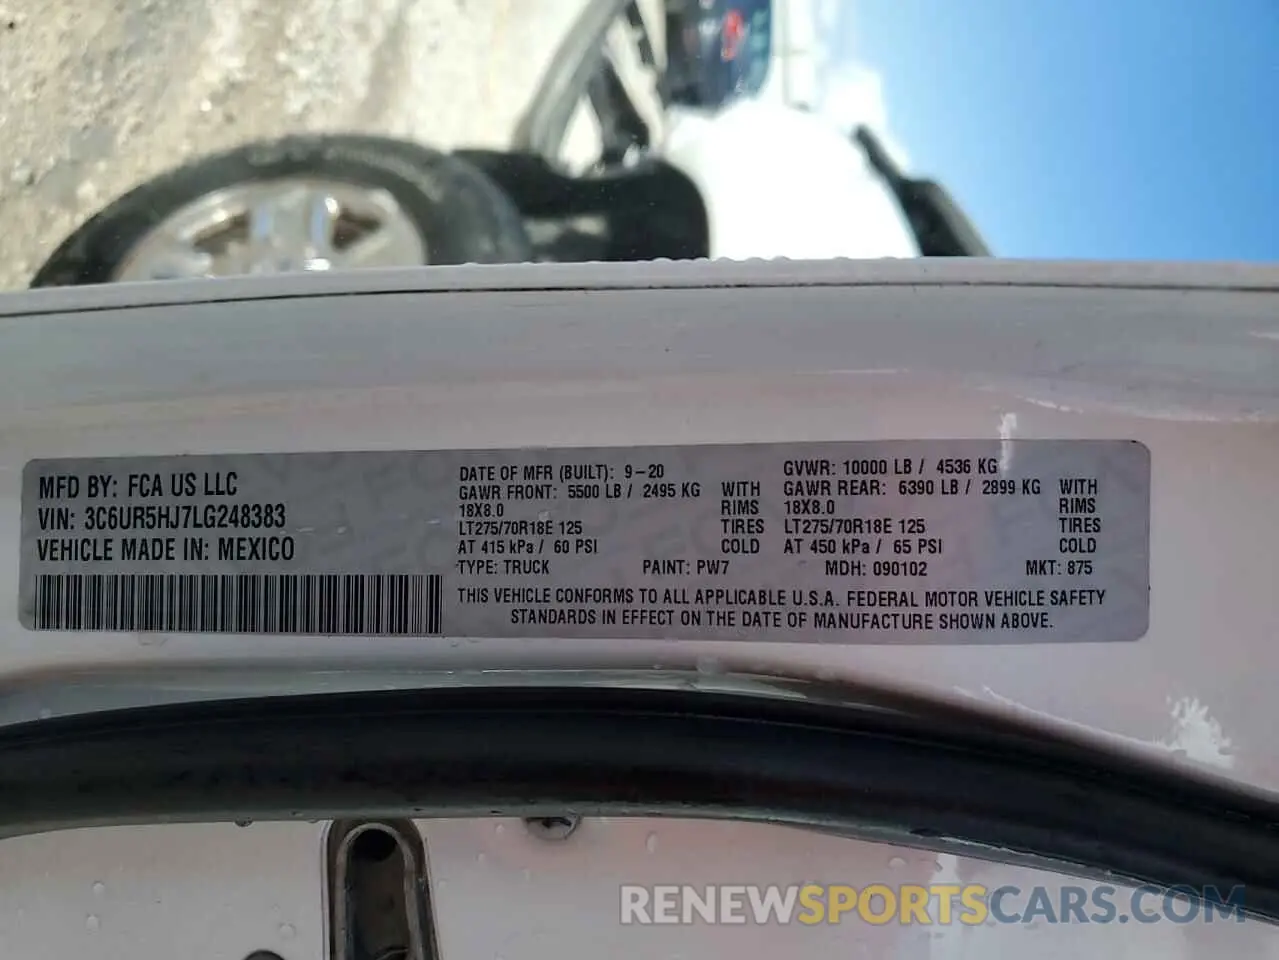 MFD BY: FCA US LLC
VIN: 3C6UR5HJ7LG248383
VEHICLE MADE IN: MEXICO
DATE OF MFR (BUILT): 9-20
GAWR FRONT: 5500 LB / 2495 KG WITH
18X8.0 RIMS
LT275/70R18E 125 TIRES
AT 415 kPa / 60 PSI COLD
GVWR: 10000 LB / 4536 KG
GAWR REAR: 6390 LB / 2899 KG WITH
18X8.0 RIMS
LT275/70R18E 125 TIRES
AT 450 kPa / 65 PSI COLD
TYPE: TRUCK PAINT: PW7 MDH: 090102 MKT: 875
THIS VEHICLE CONFORMS TO ALL APPLICABLE U.S.A. FEDERAL MOTOR VEHICLE SAFETY
STANDARDS IN EFFECT ON THE DATE OF MANUFACTURE SHOWN ABOVE.
RENEWSPORTSCARS.COM